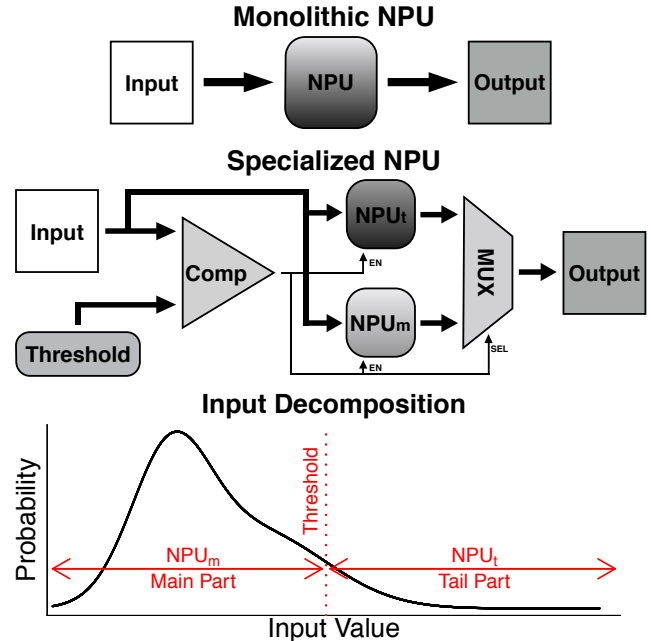 Monolithic NPU
Input
NPU
Output
Specialized NPU
Input
NPUt
Comp
EN
MUX
Output
Threshold
NPUm
EN
SEL
Input Decomposition
Probability
Threshold
NPUm
Main Part
NPUt
Tail Part
Input Value